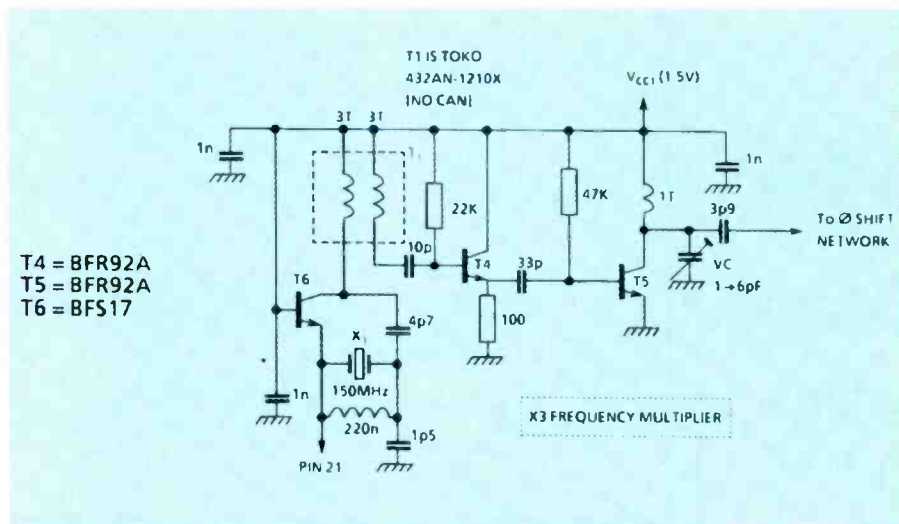 T1 IS TOKO
432AN-1210X
[NO CAN]
VCC1 (1 5V)
3T 3T
1n
1n
1T
3p9
22K
47K
To Ø SHIFT
NETWORK
10p
T4 = BFR92A
T5 = BFR92A
T6 = BFS17
T6
T4
33p
T5
VC
1→6pF
4p7
100
X
1n
150MHz
220n
1p5
X3 FREQUENCY MULTIPLIER
PIN 21